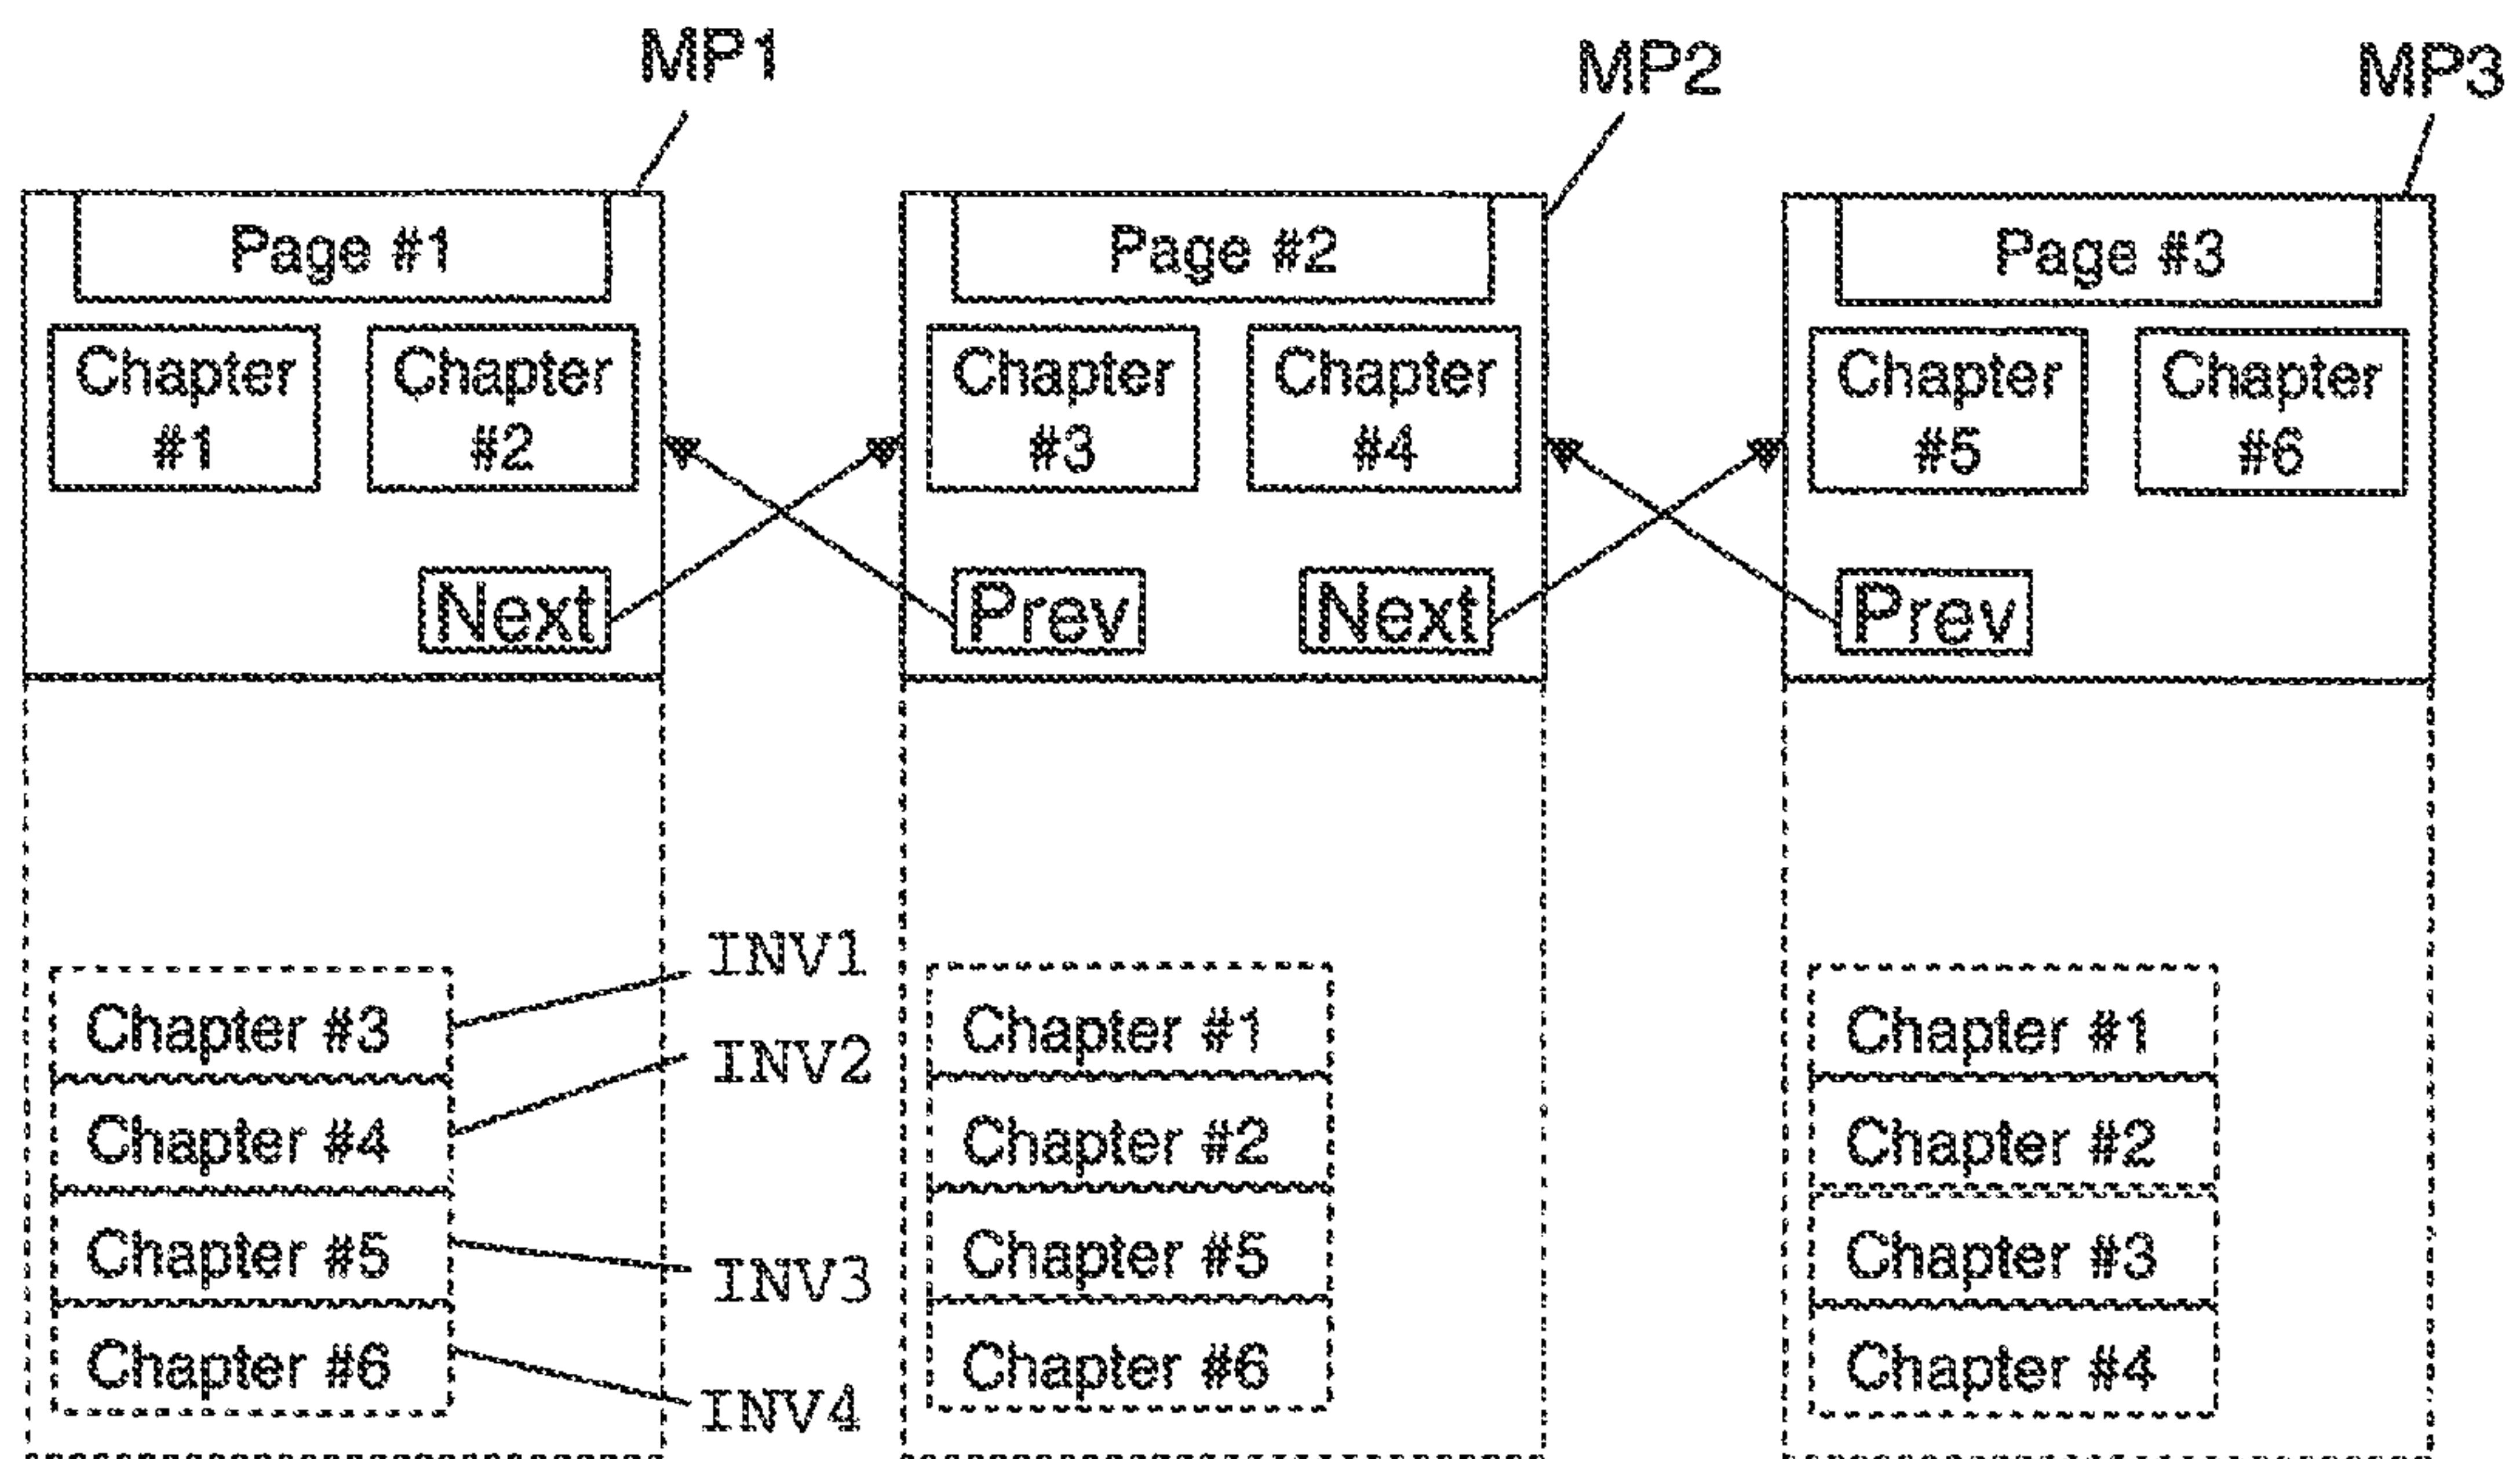 MP1
MP2
MP3
Page #1
Page #2
Page #3
Chapter
#1
Chapter
#2
Chapter
#3
Chapter
#4
Chapter
#5
Chapter
#6
Next
Prev
Next
Prev
Chapter #3
Chapter #4
Chapter #5
Chapter #6
INV1
INV2
INV3
INV4
Chapter #1
Chapter #2
Chapter #5
Chapter #6
Chapter #1
Chapter #2
Chapter #3
Chapter #4